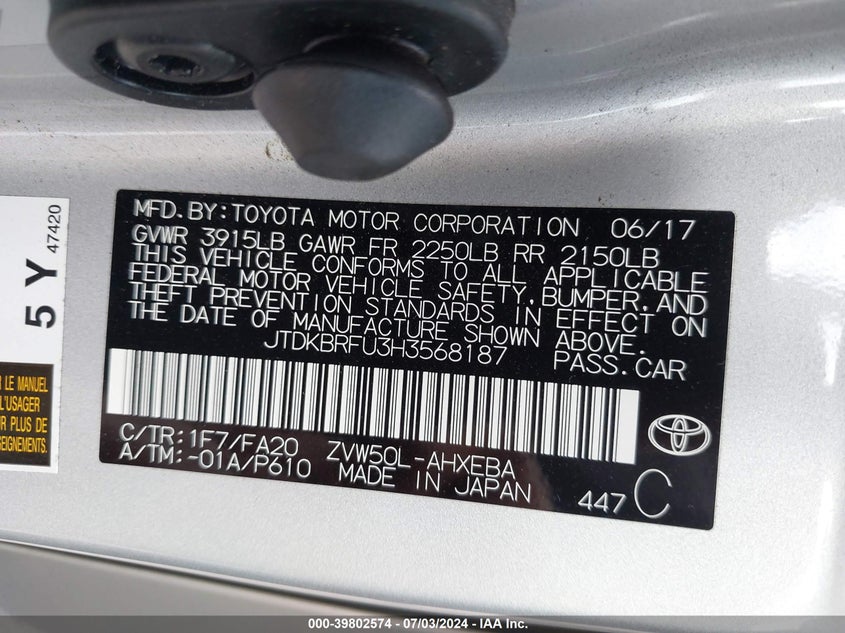 MFD.BY:TOYOTA MOTOR CORPORATION 06/17
GVWR 3915LB GAWR FR 2250LB RR 2150LB
THIS VEHICLE CONFORMS TO ALL APPLICABLE
FEDERAL MOTOR VEHICLE SAFETY,BUMPER,AND
THEFT PREVENTION STANDARDS IN EFFECT ON
THE DATE OF MANUFACTURE SHOWN ABOVE.
JTDKBRFU3H3568187 PASS.CAR
C/TR:1F7/FA20 ZVW50L-AHXEBA
A/TM:-01A/P610 MADE IN JAPAN
447 C
5 Y
47420
LE MANUEL
L'USAGER
PLUS DE
SEIGNEMENTS
000-39802574 - 07/03/2024 - IAA Inc.